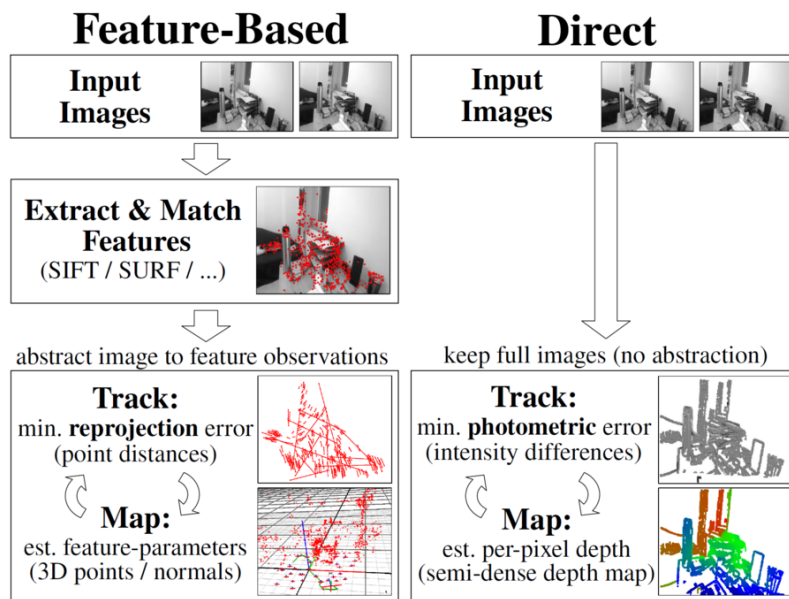 Feature-Based
Input
Images
Extract & Match
Features
(SIFT / SURF / ...)
abstract image to feature observations
Track:
min. reprojection error
(point distances)
Map:
est. feature-parameters
(3D points / normals)
Direct
Input
Images
keep full images (no abstraction)
Track:
min. photometric error
(intensity differences)
Map:
est. per-pixel depth
(semi-dense depth map)